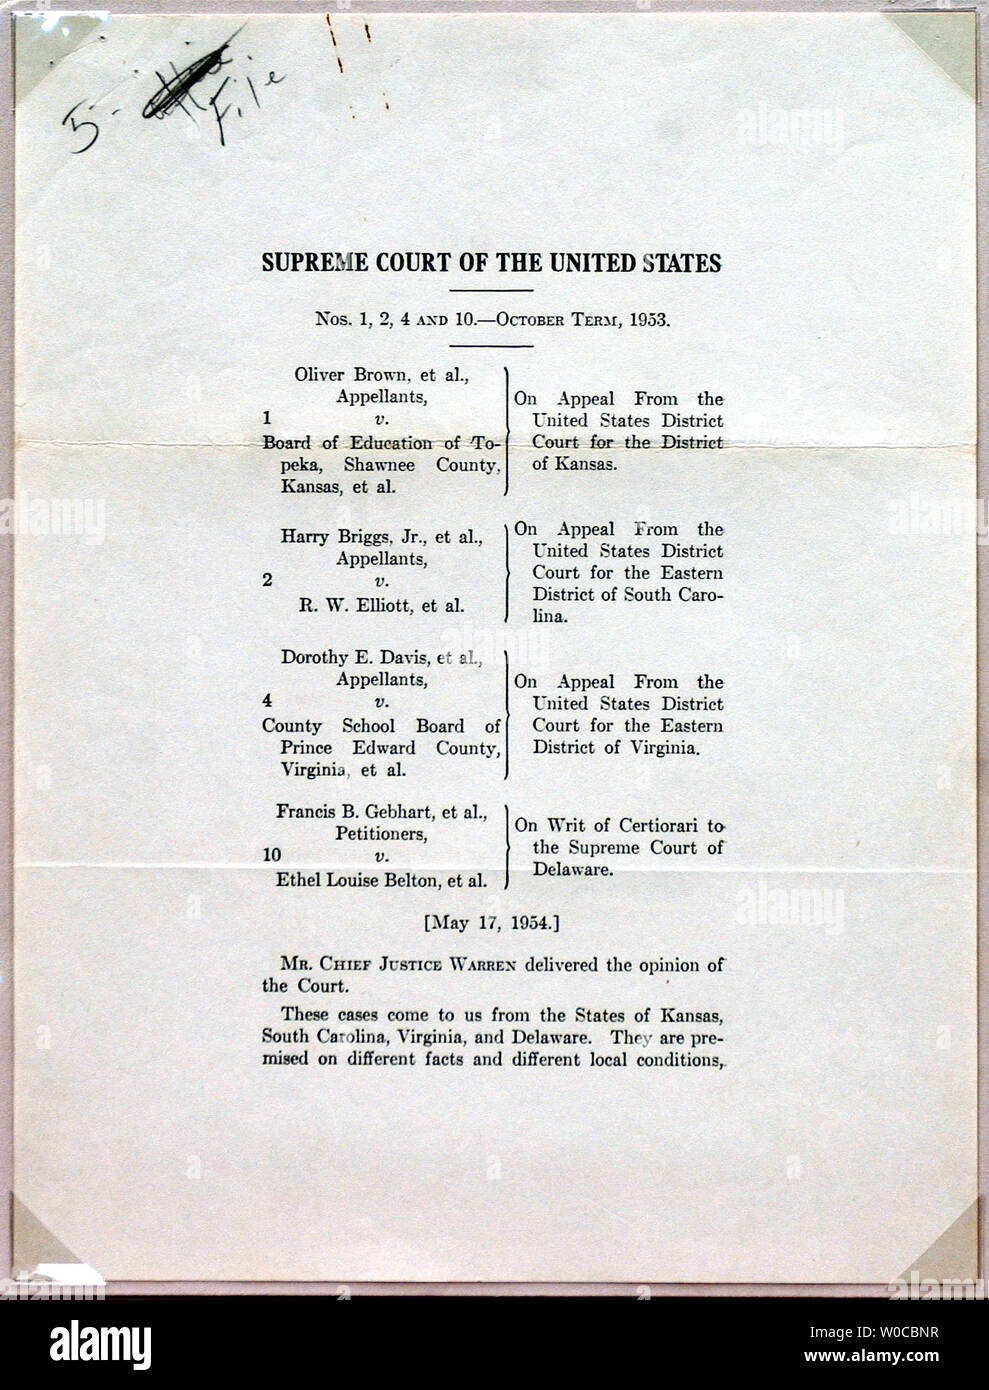 5- File
SUPREME COURT OF THE UNITED STATES
Nos. 1, 2, 4 AND 10.—OCTOBER TERM, 1953.
Oliver Brown, et al.,
Appellants,
1 v.
Board of Education of To-
peka, Shawnee County,
Kansas, et al.
On Appeal From the
United States District
Court for the District
of Kansas.
Harry Briggs, Jr., et al.,
Appellants,
2 v.
R. W. Elliott, et al.
On Appeal From the
United States District
Court for the Eastern
District of South Caro-
lina.
Dorothy E. Davis, et al.,
Appellants,
4 v.
County School Board of
Prince Edward County,
Virginia, et al.
On Appeal From the
United States District
Court for the Eastern
District of Virginia.
Francis B. Gebhart, et al.,
Petitioners,
10 v.
Ethel Louise Belton, et al.
On Writ of Certiorari to
the Supreme Court of
Delaware.
[May 17, 1954.]
MR. CHIEF JUSTICE WARREN delivered the opinion of
the Court.
These cases come to us from the States of Kansas,
South Carolina, Virginia, and Delaware. They are pre-
mised on different facts and different local conditions,
alamy
Image ID: W0CBNR
www.alamy.com